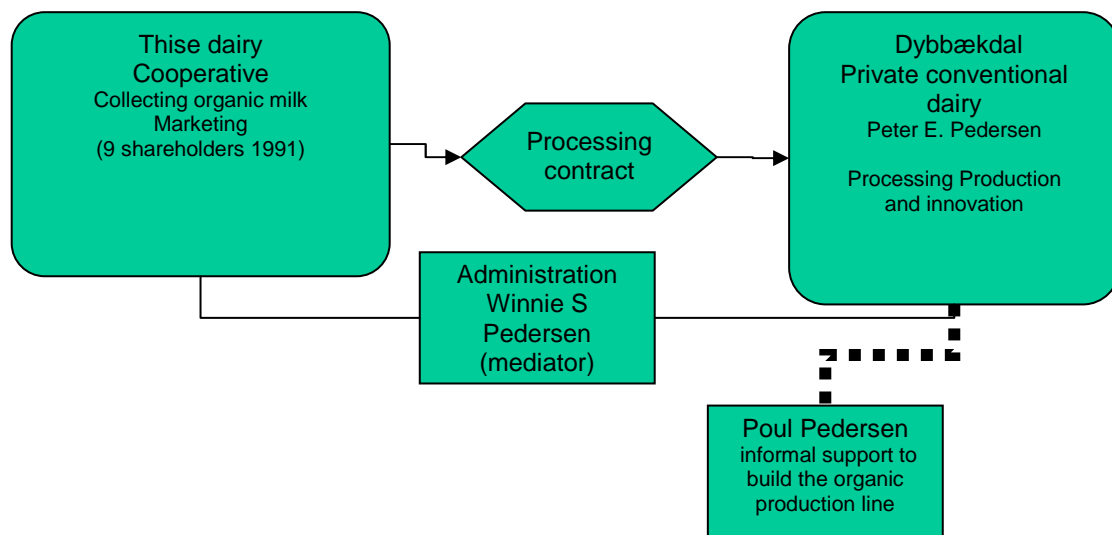 Thise dairy
Cooperative
Collecting organic milk
Marketing
(9 shareholders 1991)
Processing
contract
Dybbækdal
Private conventional
dairy
Peter E. Pedersen
Processing Production
and innovation
Administration
Winnie S
Pedersen
(mediator)
Poul Pedersen
informal support to
build the organic
production line